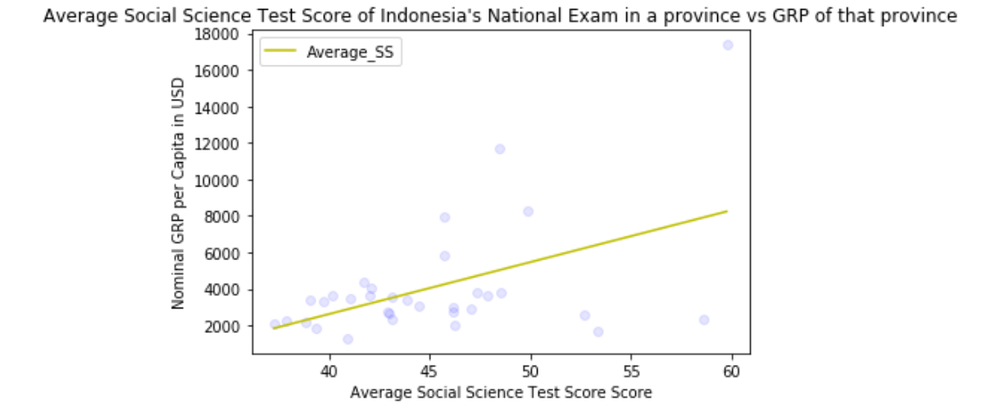 Average Social Science Test Score of Indonesia's National Exam in a province vs GRP of that province
Average_SS
Nominal GRP per Capita in USD
18000
16000
14000
12000
10000
8000
6000
4000
2000
40 45 50 55 60
Average Social Science Test Score Score